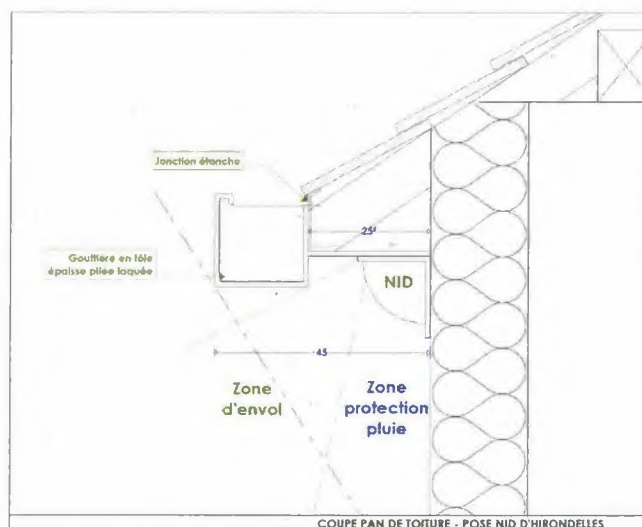 Jonction étanche
25
Gouttière en tôle
épaisse pliée laquée
NID
45
Zone
d'envol
Zone
protection
pluie
COUPE PAN DE TOITURE - POSE NID D'HIRONDELLES